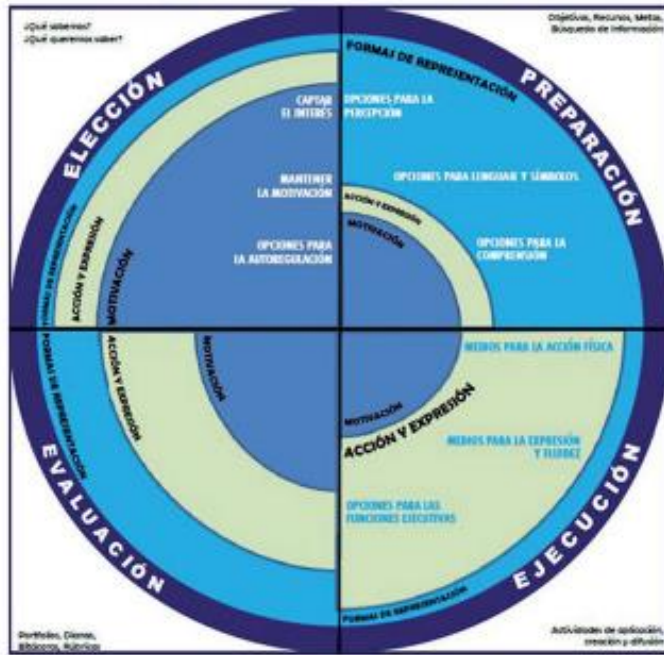 ¿Qué sabemos?
¿Qué queremos saber?
ELECCIÓN
CAPTAR
EL INTERÉS
MANTENER
LA MOTIVACIÓN
OPCIONES PARA
LA AUTOREGULACIÓN
FORMAS DE REPRESENTACIÓN
ACCIÓN Y EXPRESIÓN
MOTIVACIÓN
Objetivos, Recursos, Metas,
Búsqueda de Información
PREPARACIÓN
FORMAS DE REPRESENTACIÓN
OPCIONES PARA LA
PERCEPCIÓN
OPCIONES PARA LENGUAJE Y SÍMBOLOS
OPCIONES PARA LA
COMPRENSIÓN
ACCIÓN Y EXPRESIÓN
MOTIVACIÓN
FORMAS DE REPRESENTACIÓN
ACCIÓN Y EXPRESIÓN
MOTIVACIÓN
EVALUACIÓN
Bitácoras, Rúbricas
MEDIOS PARA LA ACCIÓN FÍSICA
MOTIVACIÓN
ACCIÓN Y EXPRESIÓN
MEDIOS PARA LA EXPRESIÓN
Y FLUIDEZ
OPCIONES PARA LAS
FUNCIONES EJECUTIVAS
FORMAS DE REPRESENTACIÓN
EJECUCIÓN
Actividades de aplicación,
creación y difusión